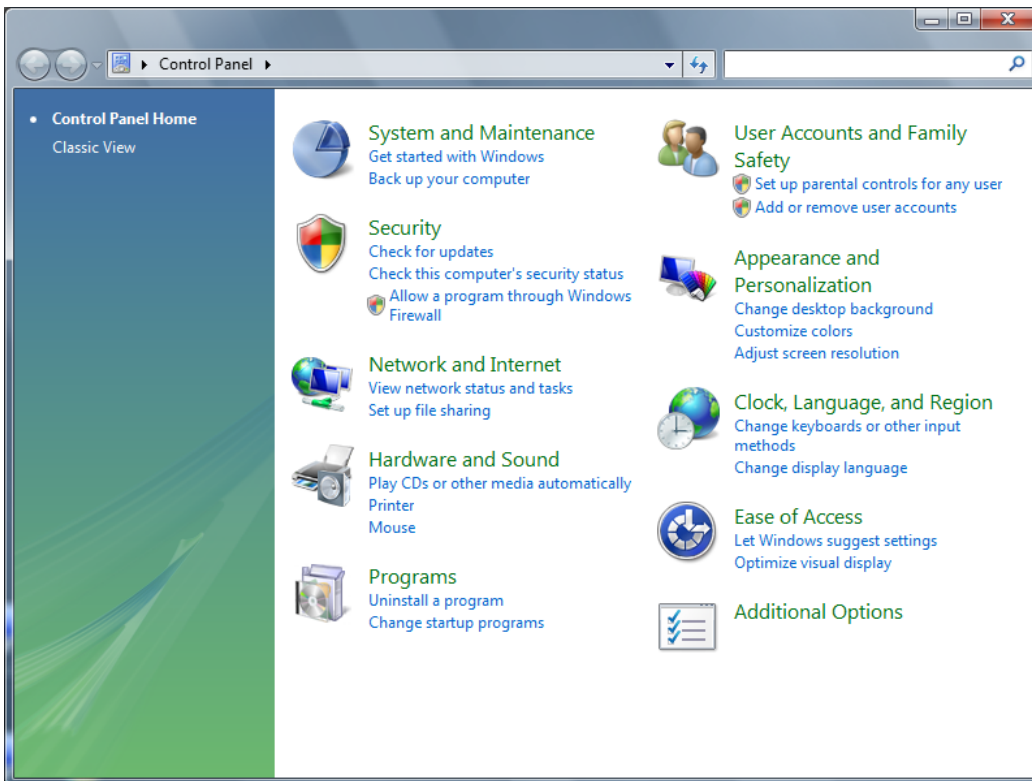 Control Panel
Control Panel Home
Classic View
System and Maintenance
Get started with Windows
Back up your computer
Security
Check for updates
Check this computer's security status
Allow a program through Windows
Firewall
Network and Internet
View network status and tasks
Set up file sharing
Hardware and Sound
Play CDs or other media automatically
Printer
Mouse
Programs
Uninstall a program
Change startup programs
User Accounts and Family
Safety
Set up parental controls for any user
Add or remove user accounts
Appearance and
Personalization
Change desktop background
Customize colors
Adjust screen resolution
Clock, Language, and Region
Change keyboards or other input
methods
Change display language
Ease of Access
Let Windows suggest settings
Optimize visual display
Additional Options